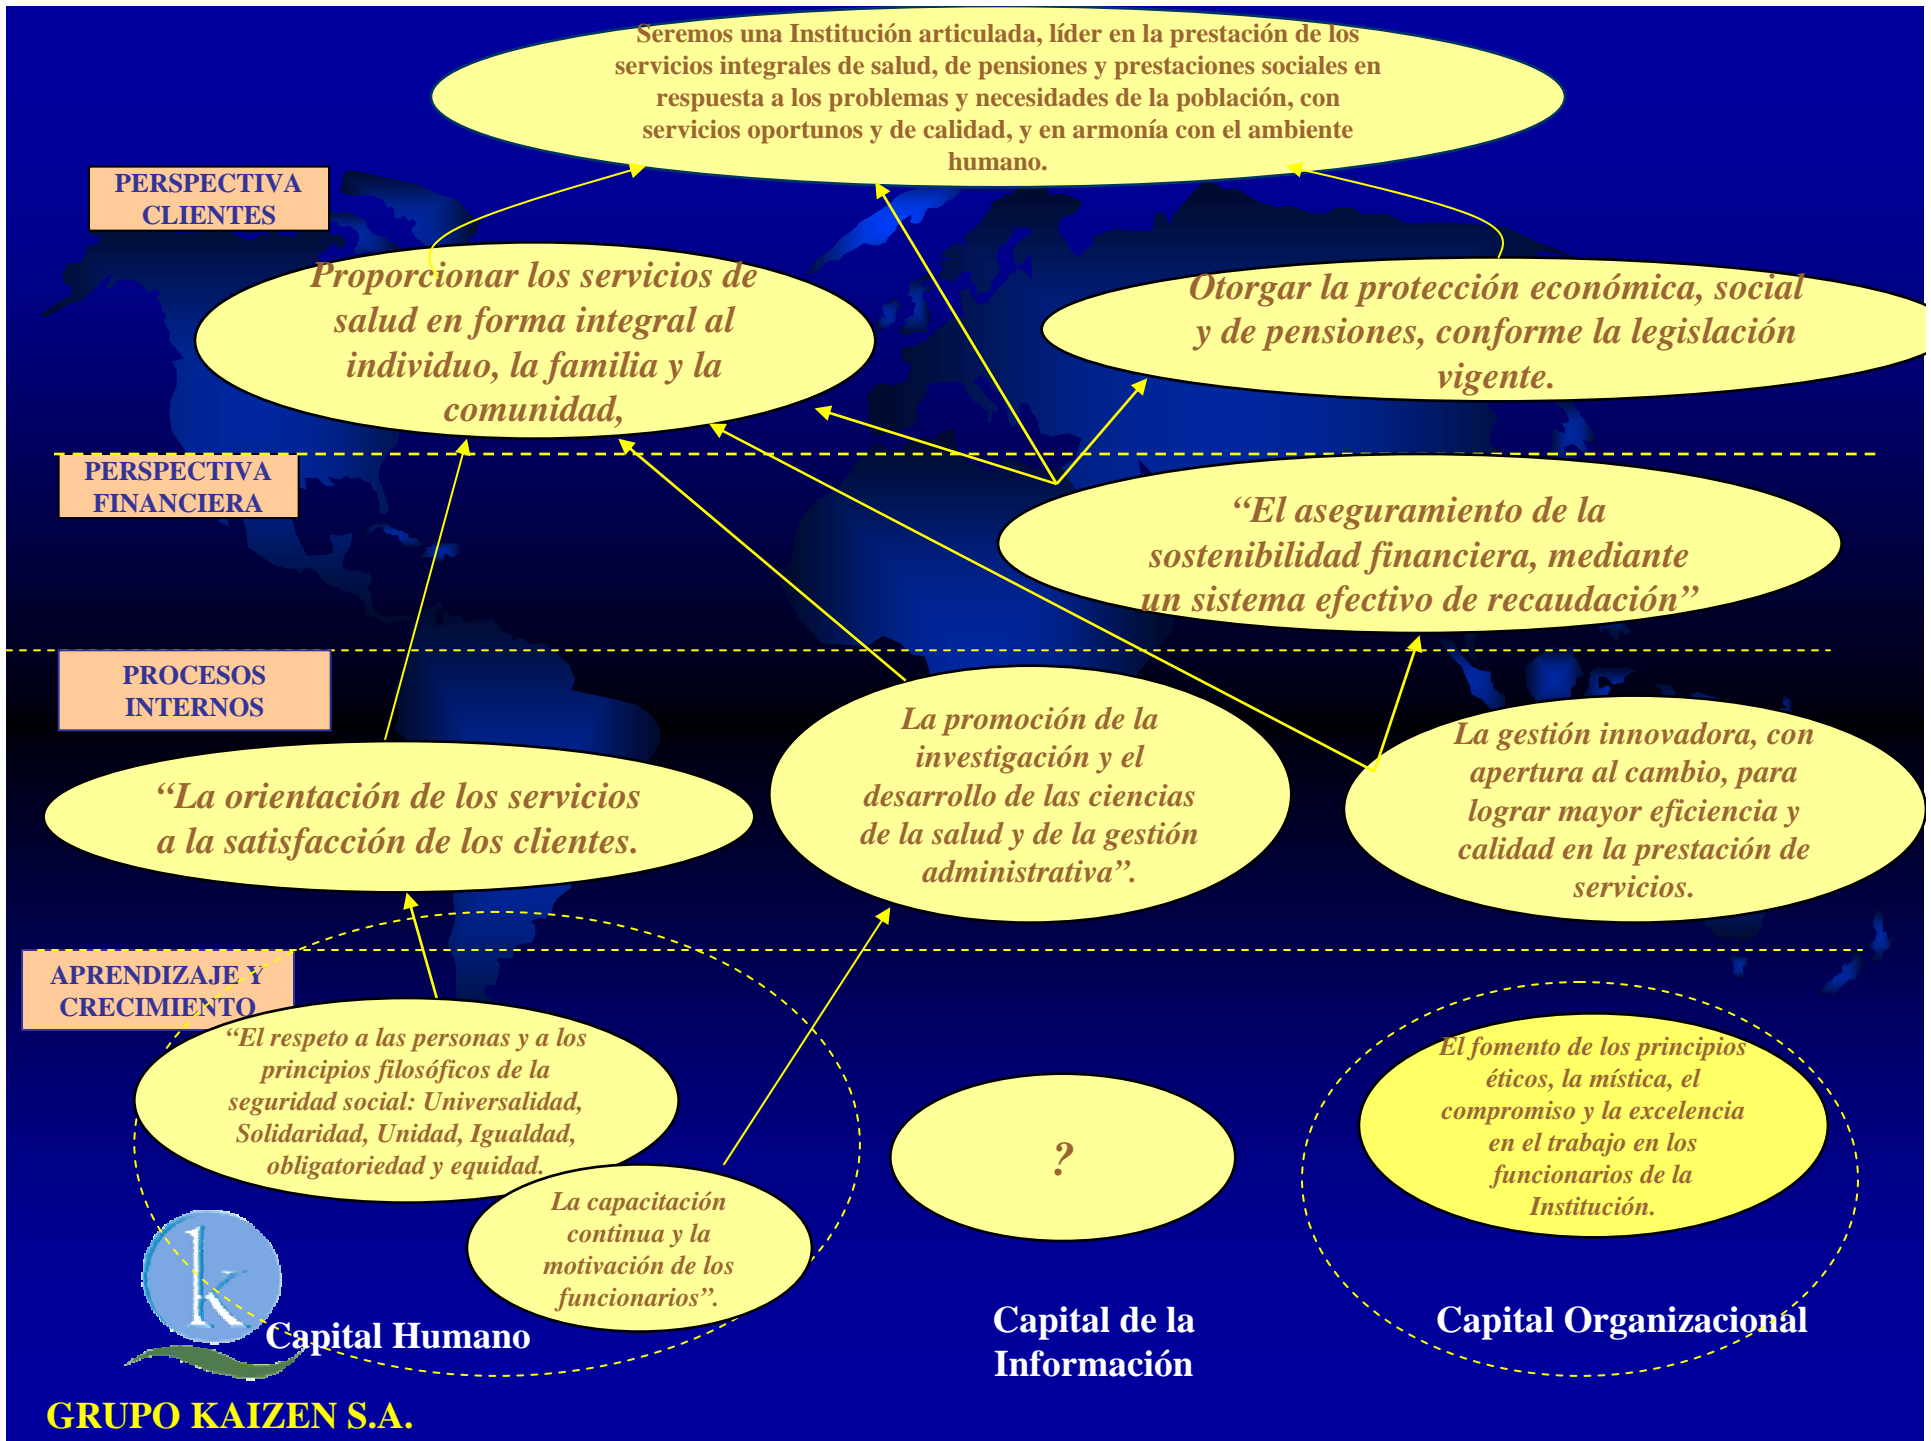 Seremos una Institución articulada, líder en la prestación de los
servicios integrales de salud, de pensiones y prestaciones sociales en
respuesta a los problemas y necesidades de la población, con
servicios oportunos y de calidad, y en armonía con el ambiente
humano.
PERSPECTIVA
CLIENTES
Proporcionar los servicios de
salud en forma integral al
individuo, la familia y la
comunidad,
Otorgar la protección económica, social
y de pensiones, conforme la legislación
vigente.
PERSPECTIVA
FINANCIERA
“El aseguramiento de la
sostenibilidad financiera, mediante
un sistema efectivo de recaudación”
PROCESOS
INTERNOS
“La orientación de los servicios
a la satisfacción de los clientes.
La promoción de la
investigación y el
desarrollo de las ciencias
de la salud y de la gestión
administrativa”.
La gestión innovadora, con
apertura al cambio, para
lograr mayor eficiencia y
calidad en la prestación de
servicios.
APRENDIZAJE Y
CRECIMIENTO
“El respeto a las personas y a los
principios filosóficos de la
seguridad social: Universalidad,
Solidaridad, Unidad, Igualdad,
obligatoriedad y equidad.
La capacitación
continua y la
motivación de los
funcionarios”.
?
El fomento de los principios
éticos, la mística, el
compromiso y la excelencia
en el trabajo en los
funcionarios de la
Institución.
k
Capital Humano
Capital de la
Información
Capital Organizacional
GRUPO KAIZEN S.A.